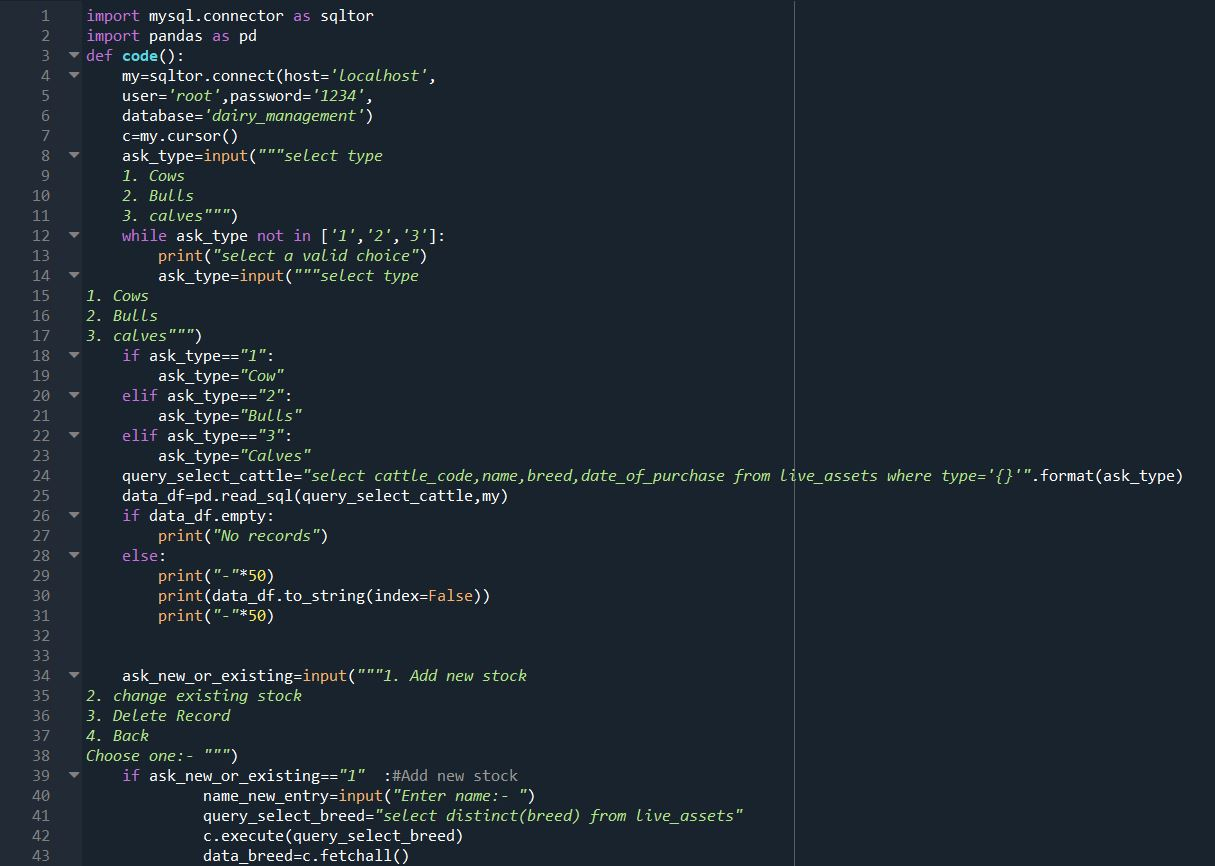 1 import mysql.connector as sqltor
2 import pandas as pd
3 def code():
4 my=sqltor.connect(host='localhost',
5 user='root',password='1234',
6 database='dairy_management')
7 c=my.cursor()
8 ask_type=input("""select type
9 1. Cows
10 2. Bulls
11 3. calves""")
12 while ask_type not in ['1','2','3']:
13 print("select a valid choice")
14 ask_type=input("""select type
15 1. Cows
16 2. Bulls
17 3. calves""")
18 if ask_type=="1":
19 ask_type="Cow"
20 elif ask_type=="2":
21 ask_type="Bulls"
22 elif ask_type=="3":
23 ask_type="Calves"
24 query_select_cattle="select cattle_code,name,breed,date_of_purchase from live_assets where type='{}'".format(ask_type)
25 data_df=pd.read_sql(query_select_cattle,my)
26 if data_df.empty:
27 print("No records")
28 else:
29 print("-"*50)
30 print(data_df.to_string(index=False))
31 print("-"*50)
32
33
34 ask_new_or_existing=input("""1. Add new stock
35 2. change existing stock
36 3. Delete Record
37 4. Back
38 Choose one:- """)
39 if ask_new_or_existing=="1"  :#Add new stock
40 name_new_entry=input("Enter name:- ")
41 query_select_breed="select distinct(breed) from live_assets"
42 c.execute(query_select_breed)
43 data_breed=c.fetchall()